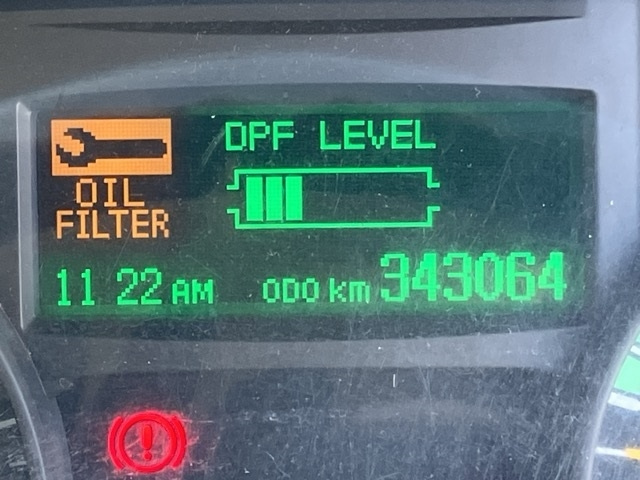 DPF LEVEL
OIL
FILTER
11 22 AM ODO km 343064